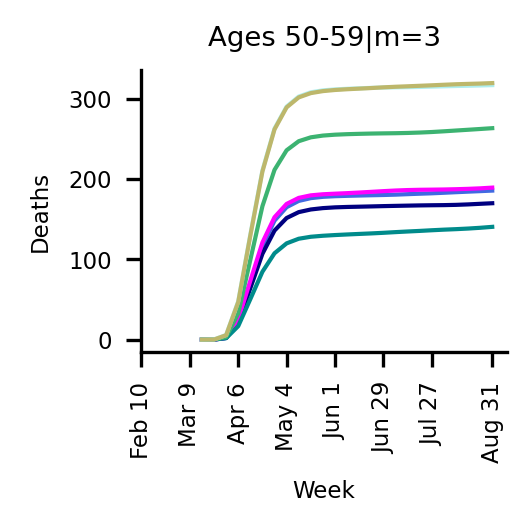 Ages 50-59|m=3
Deaths
300
200
100
0
Feb 10
Mar 9
Apr 6
May 4
Jun 1
Jun 29
Jul 27
Aug 31
Week